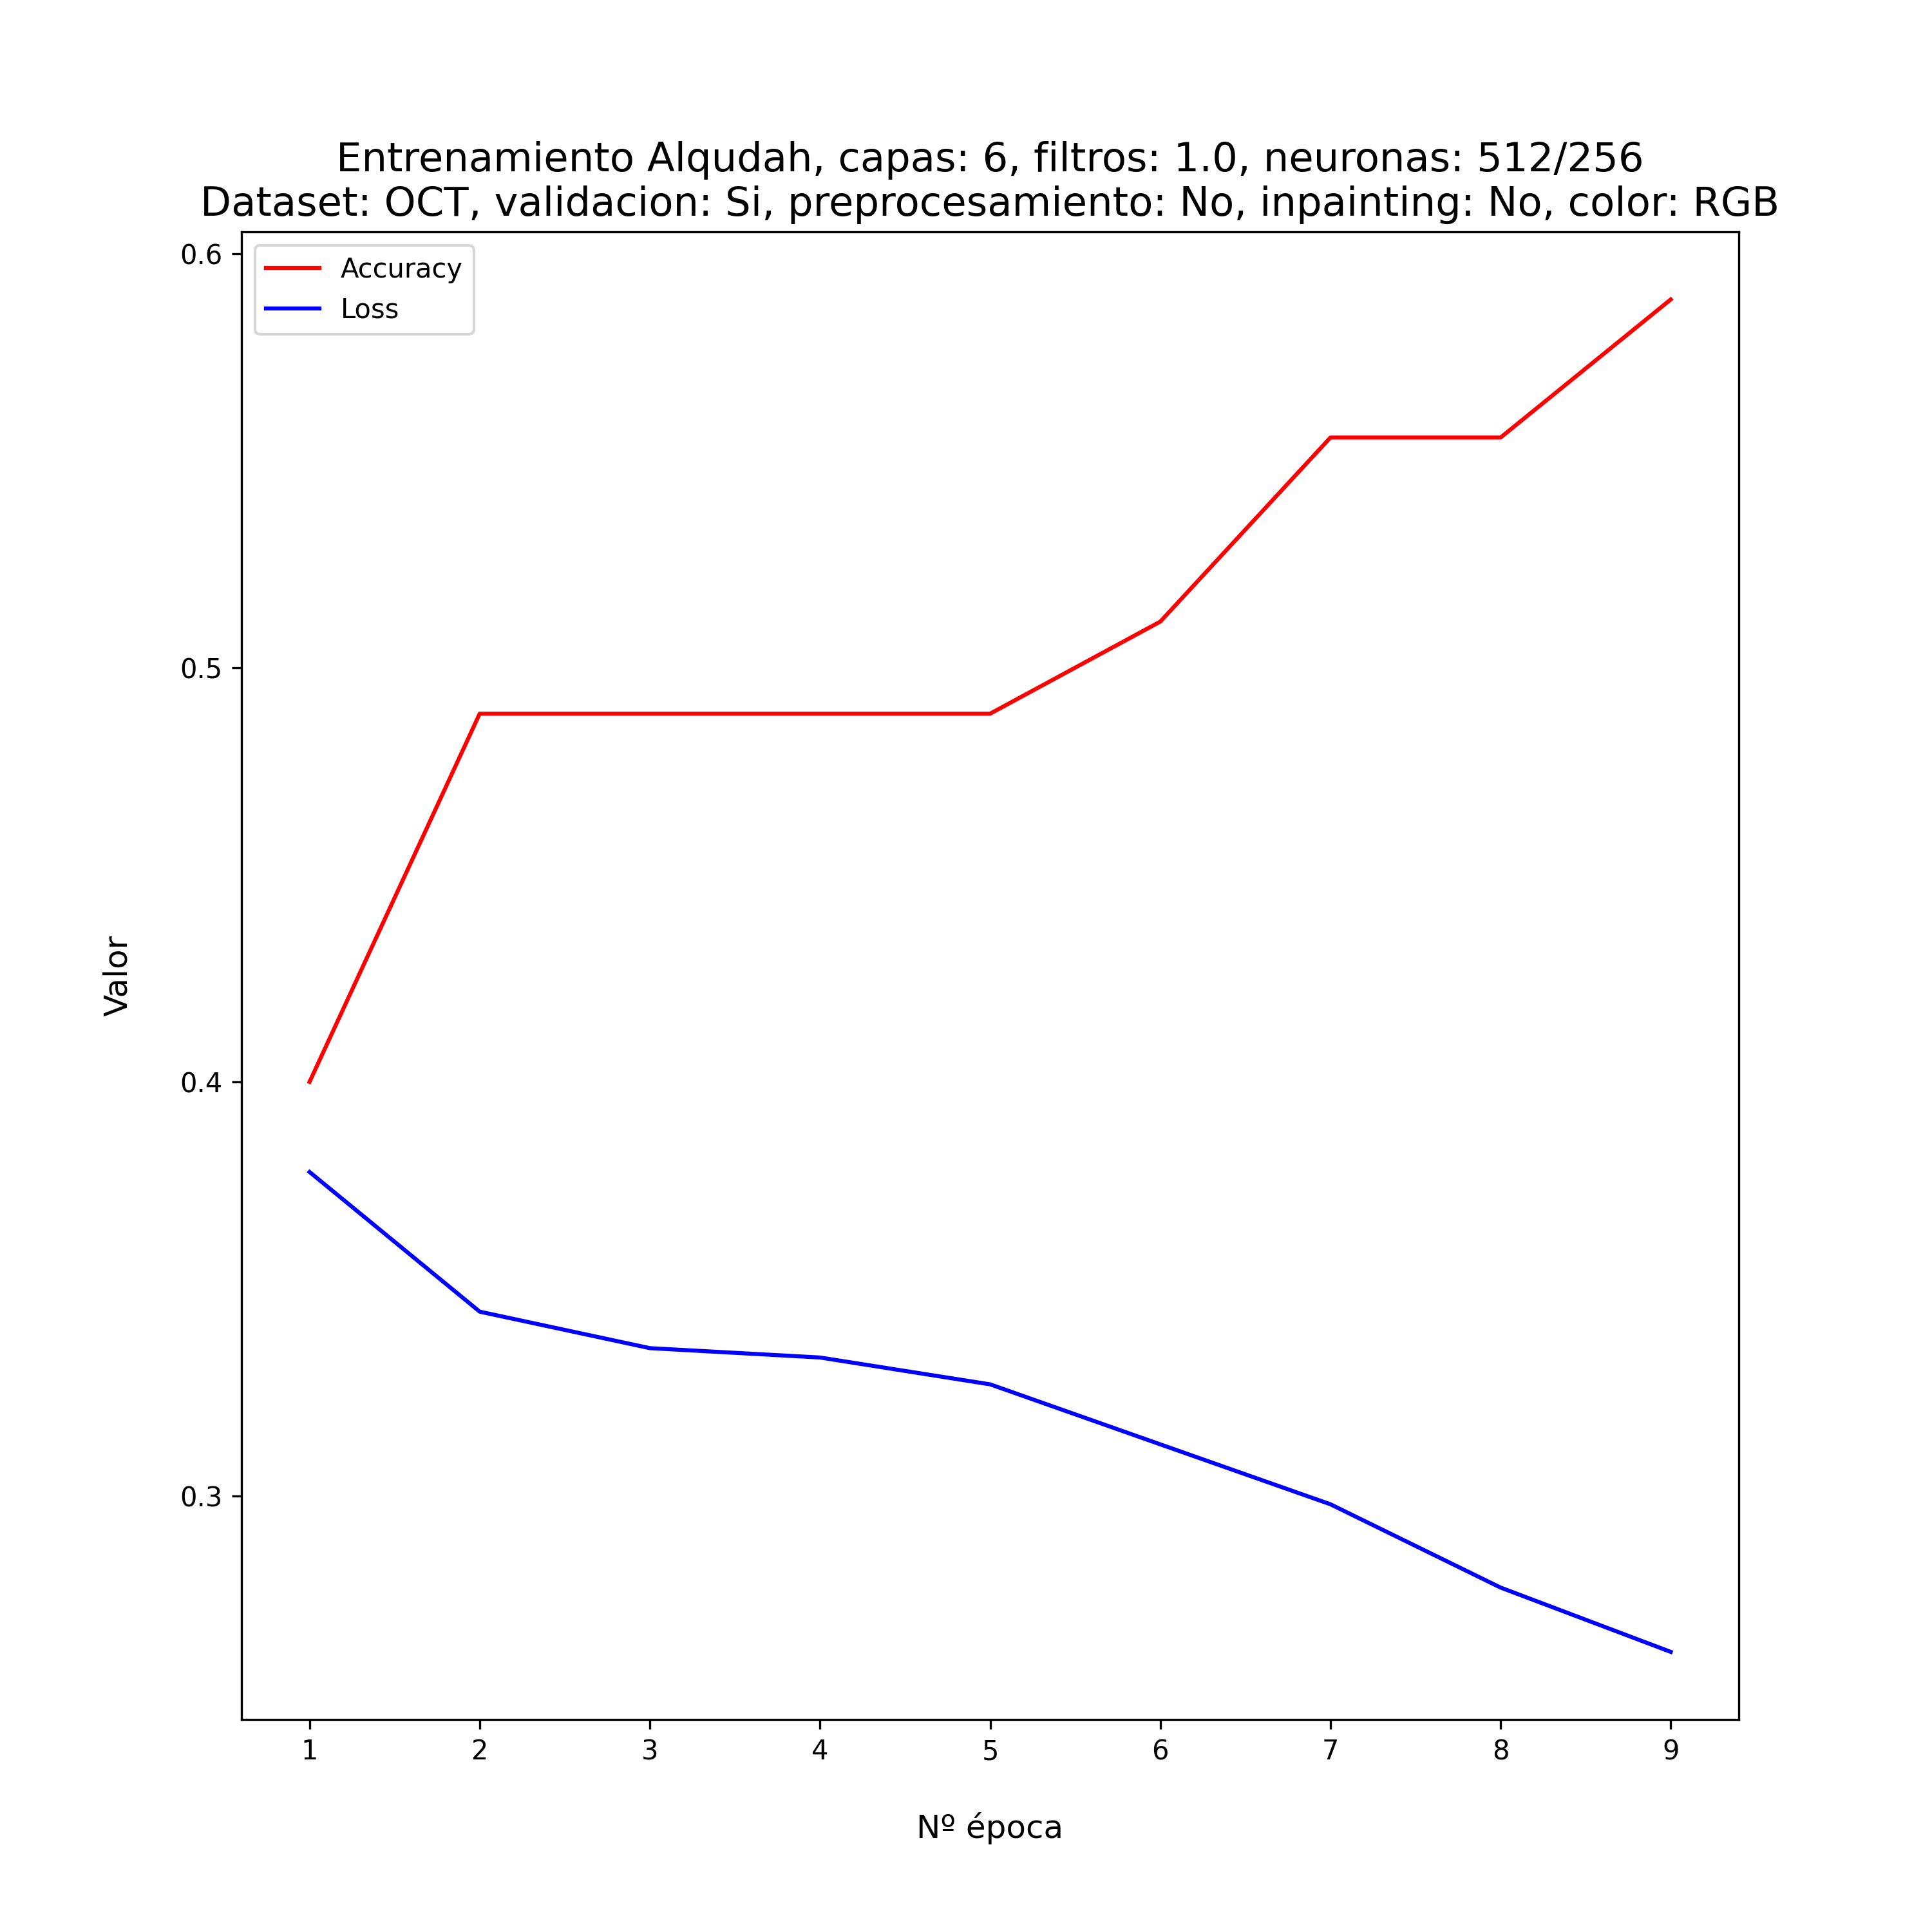 Entrenamiento Alqudah, capas: 6, filtros: 1.0, neuronas: 512/256
Dataset: OCT, validacion: Si, preprocesamiento: No, inpainting: No, color: RGB
Accuracy
Loss
0.6
0.5
0.4
0.3
Valor
1 2 3 4 5 6 7 8 9
Nº época